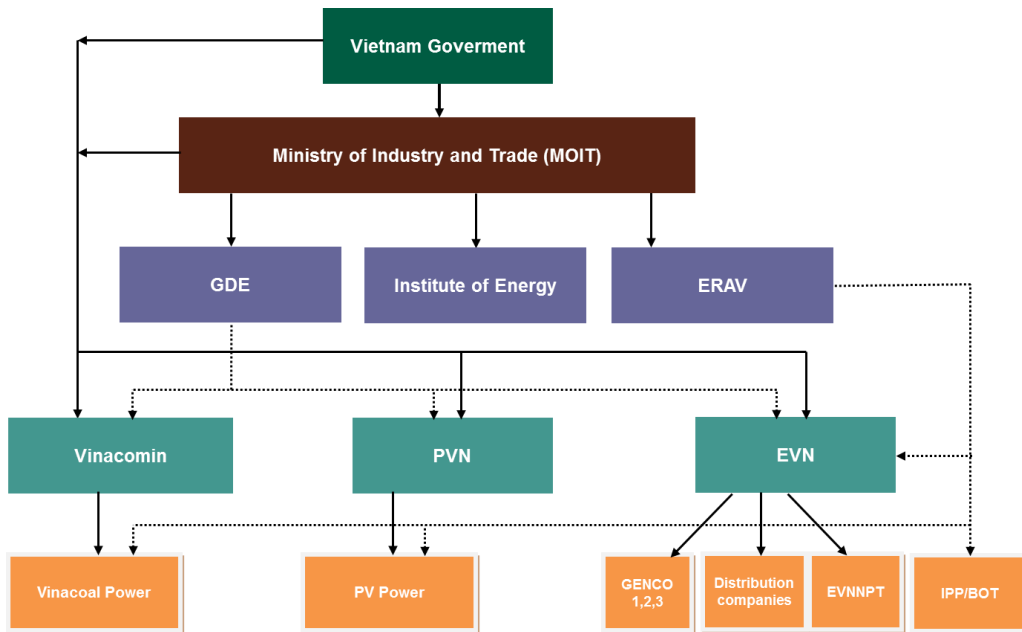 Vietnam Goverment
Ministry of Industry and Trade (MOIT)
GDE
Institute of Energy
ERAV
Vinacomin
PVN
EVN
Vinacoal Power
PV Power
GENCO
1,2,3
Distribution
companies
EVNNPT
IPP/BOT